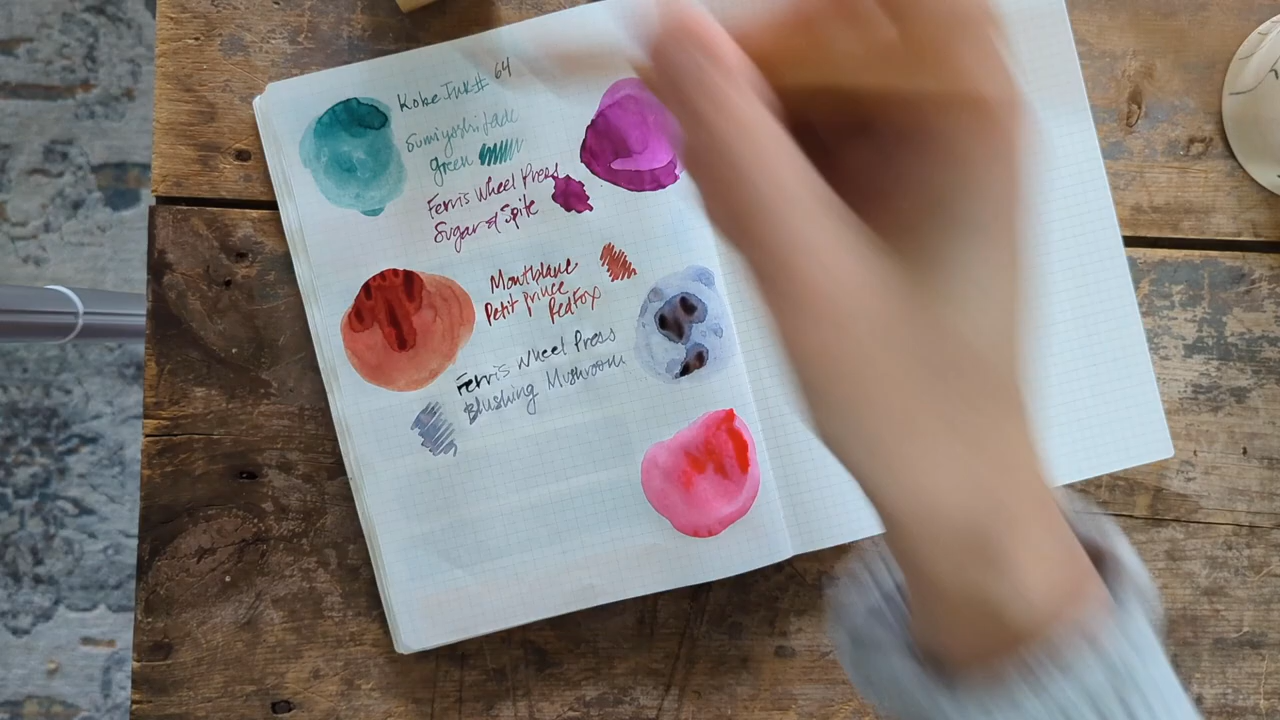 Kobe Ink# 64
Sumiyoshi Jade
green
Ferris Wheel Press
Sugar & Spite
Montblanc
Petit prince
Red Fox
Ferris Wheel Press
Blushing Mushroom